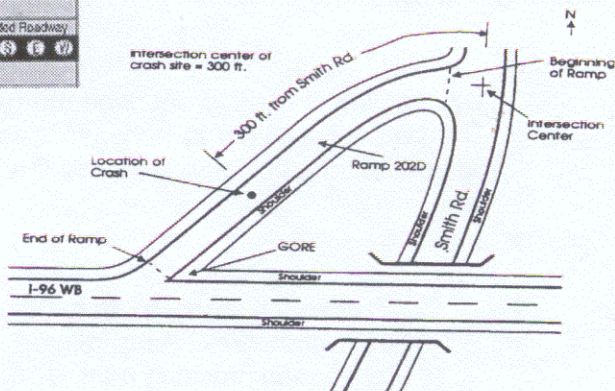 Roadway
S E W
N
Intersection center of
crash site = 300 ft.
300 ft. from Smith Rd.
Beginning
of Ramp
Intersection
Center
Location of
Crash
Ramp 202D
Shoulder
Shoulder
Smith Rd.
Shoulder
End of Ramp
GORE
Shoulder
I-96 WB
Shoulder